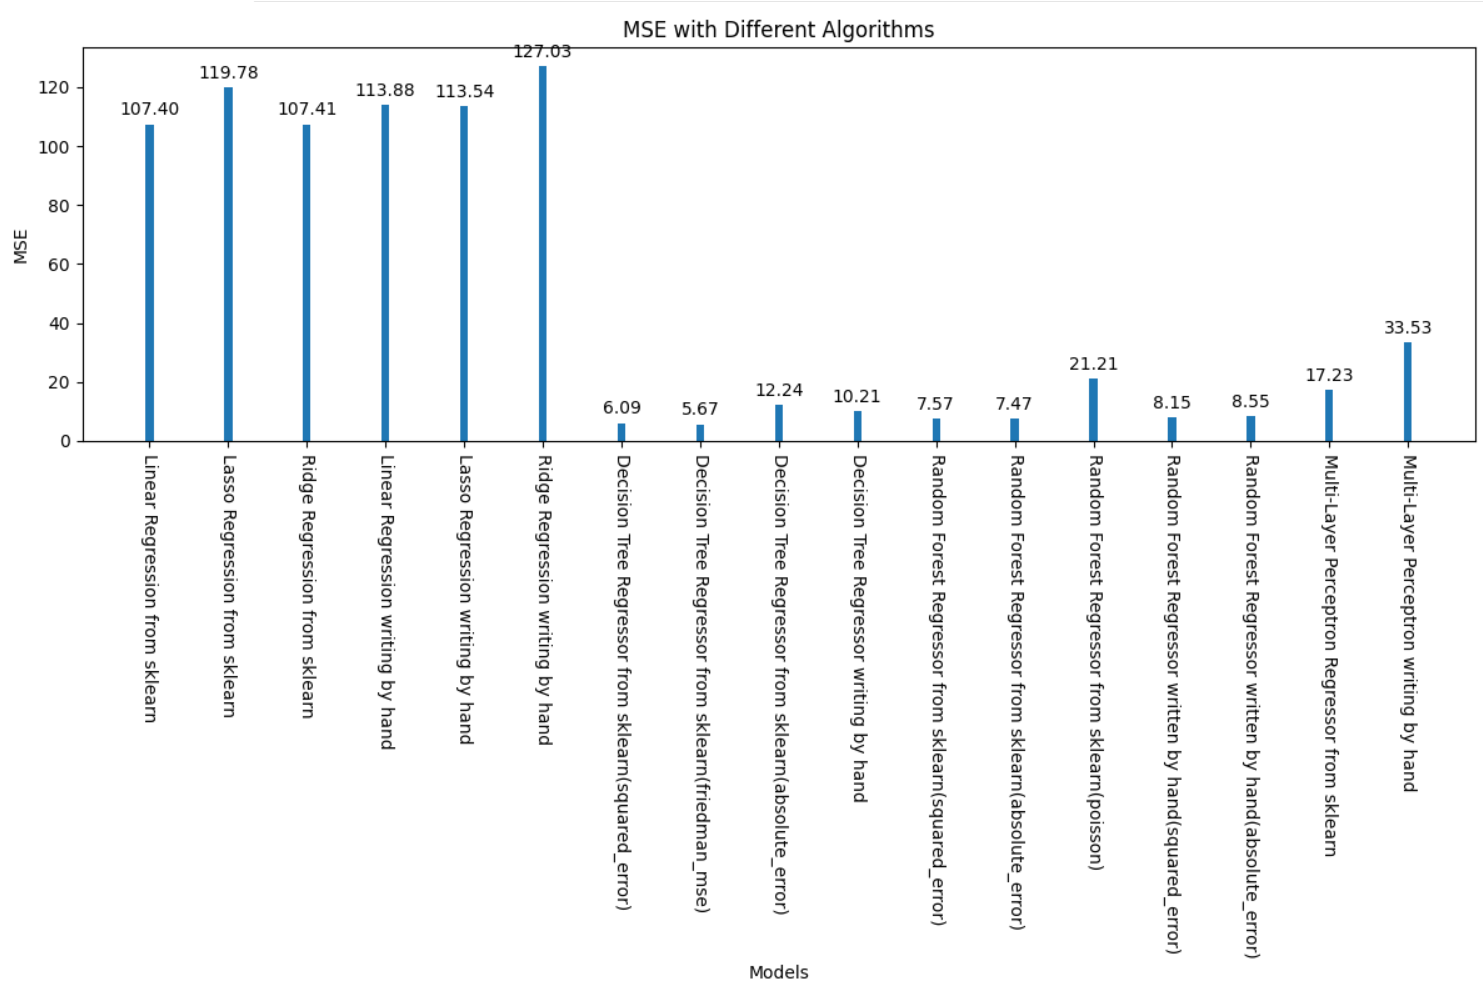 MSE with Different Algorithms
MSE
120
100
80
60
40
20
0
107.40
119.78
107.41
113.88
113.54
127.03
6.09
5.67
12.24
10.21
7.57
7.47
21.21
8.15
8.55
17.23
33.53
Linear Regression from sklearn
Lasso Regression from sklearn
Ridge Regression from sklearn
Linear Regression writing by hand
Lasso Regression writing by hand
Ridge Regression writing by hand
Decision Tree Regressor from sklearn(squared_error)
Decision Tree Regressor from sklearn(friedman_mse)
Decision Tree Regressor from sklearn(absolute_error)
Decision Tree Regressor writing by hand
Random Forest Regressor from sklearn(squared_error)
Random Forest Regressor from sklearn(absolute_error)
Random Forest Regressor from sklearn(poisson)
Random Forest Regressor written by hand(squared_error)
Random Forest Regressor written by hand(absolute_error)
Multi-Layer Perceptron Regressor from sklearn
Multi-Layer Perceptron writing by hand
Models